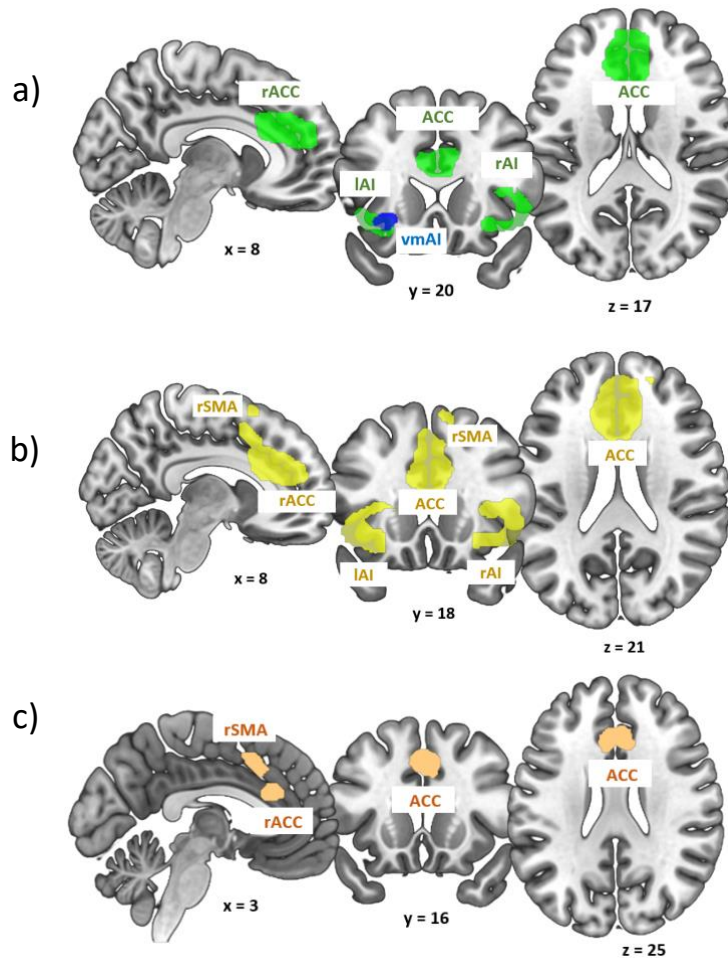 a)
rACC
ACC
ACC
lAI
rAI
vmAI
x = 8
y = 20
z = 17
b)
rSMA
rSMA
rACC
ACC
ACC
lAI
rAI
x = 8
y = 18
z = 21
c)
rSMA
rACC
ACC
ACC
x = 3
y = 16
z = 25